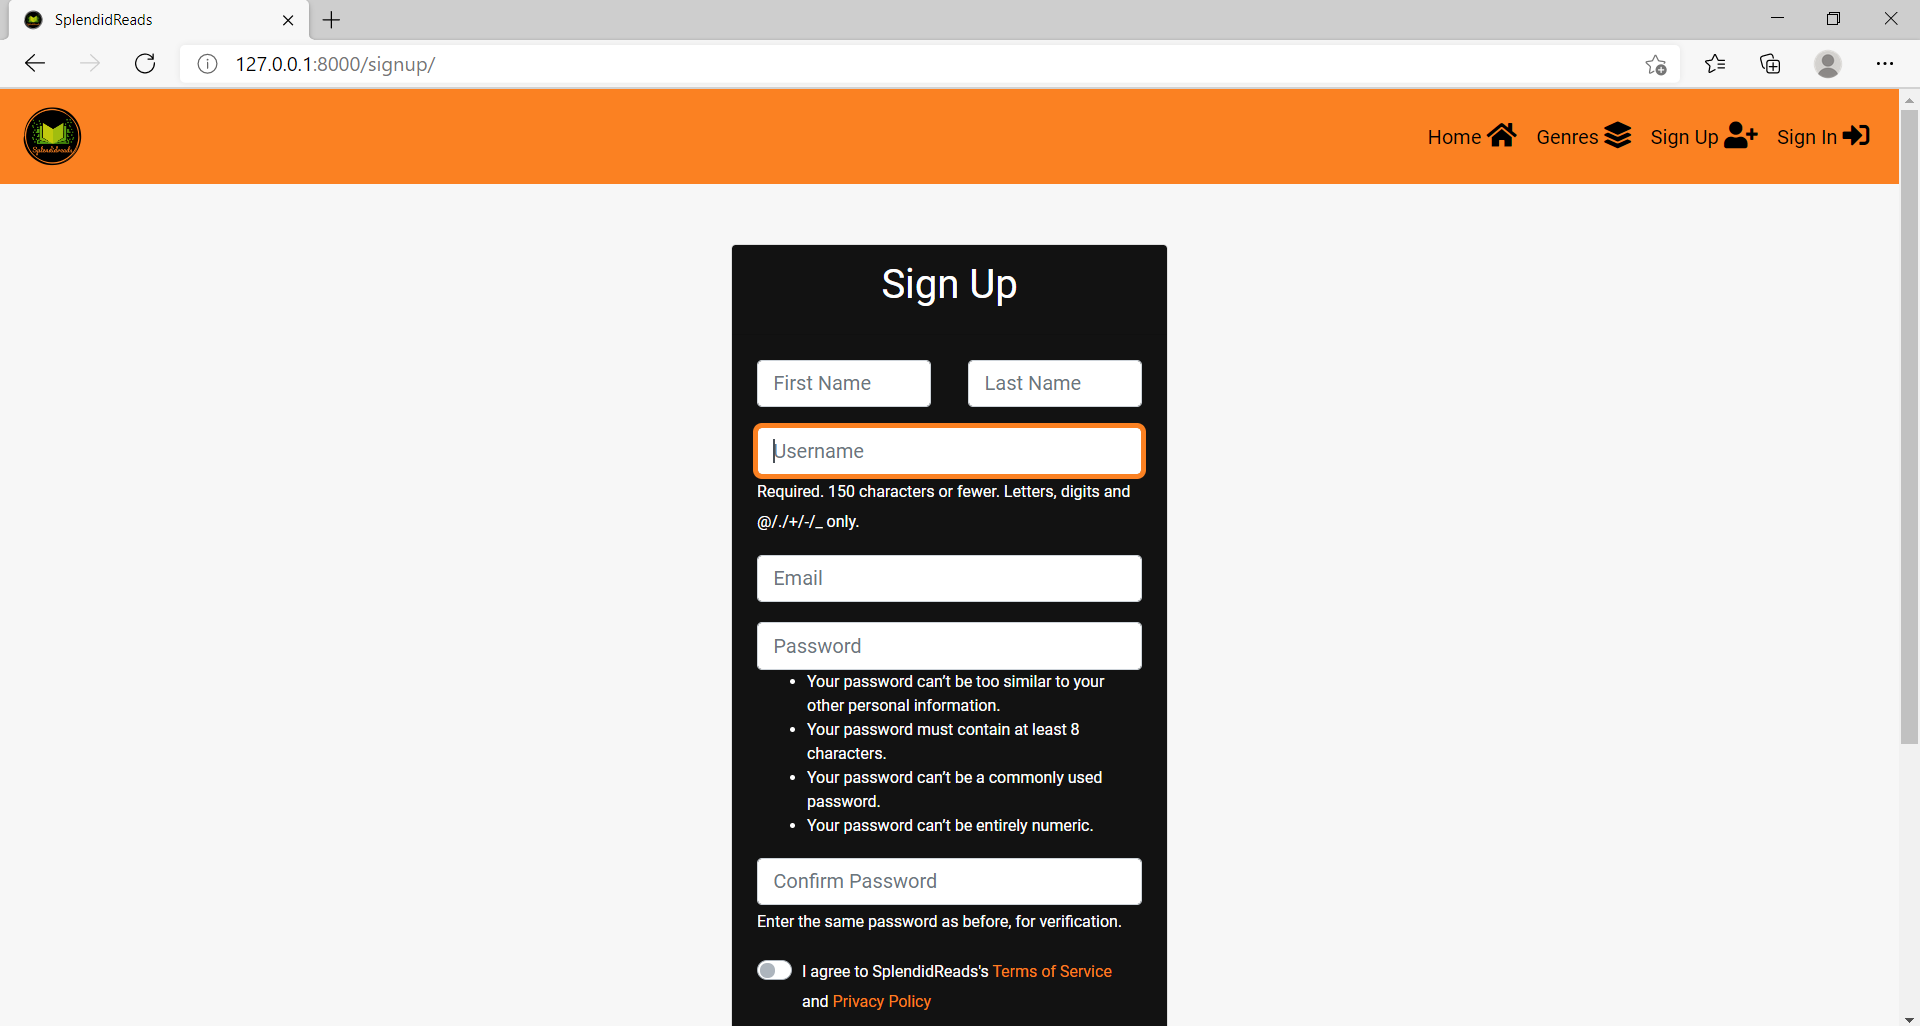 SplendidReads
127.0.0.1:8000/signup/
Splendidreads
Home Genres Sign Up Sign In
Sign Up
First Name Last Name
Username
Required. 150 characters or fewer. Letters, digits and
@/./+/-/_ only.
Email
Password
• Your password can’t be too similar to your
other personal information.
• Your password must contain at least 8
characters.
• Your password can’t be a commonly used
password.
• Your password can’t be entirely numeric.
Confirm Password
Enter the same password as before, for verification.
I agree to SplendidReads's Terms of Service
and Privacy Policy